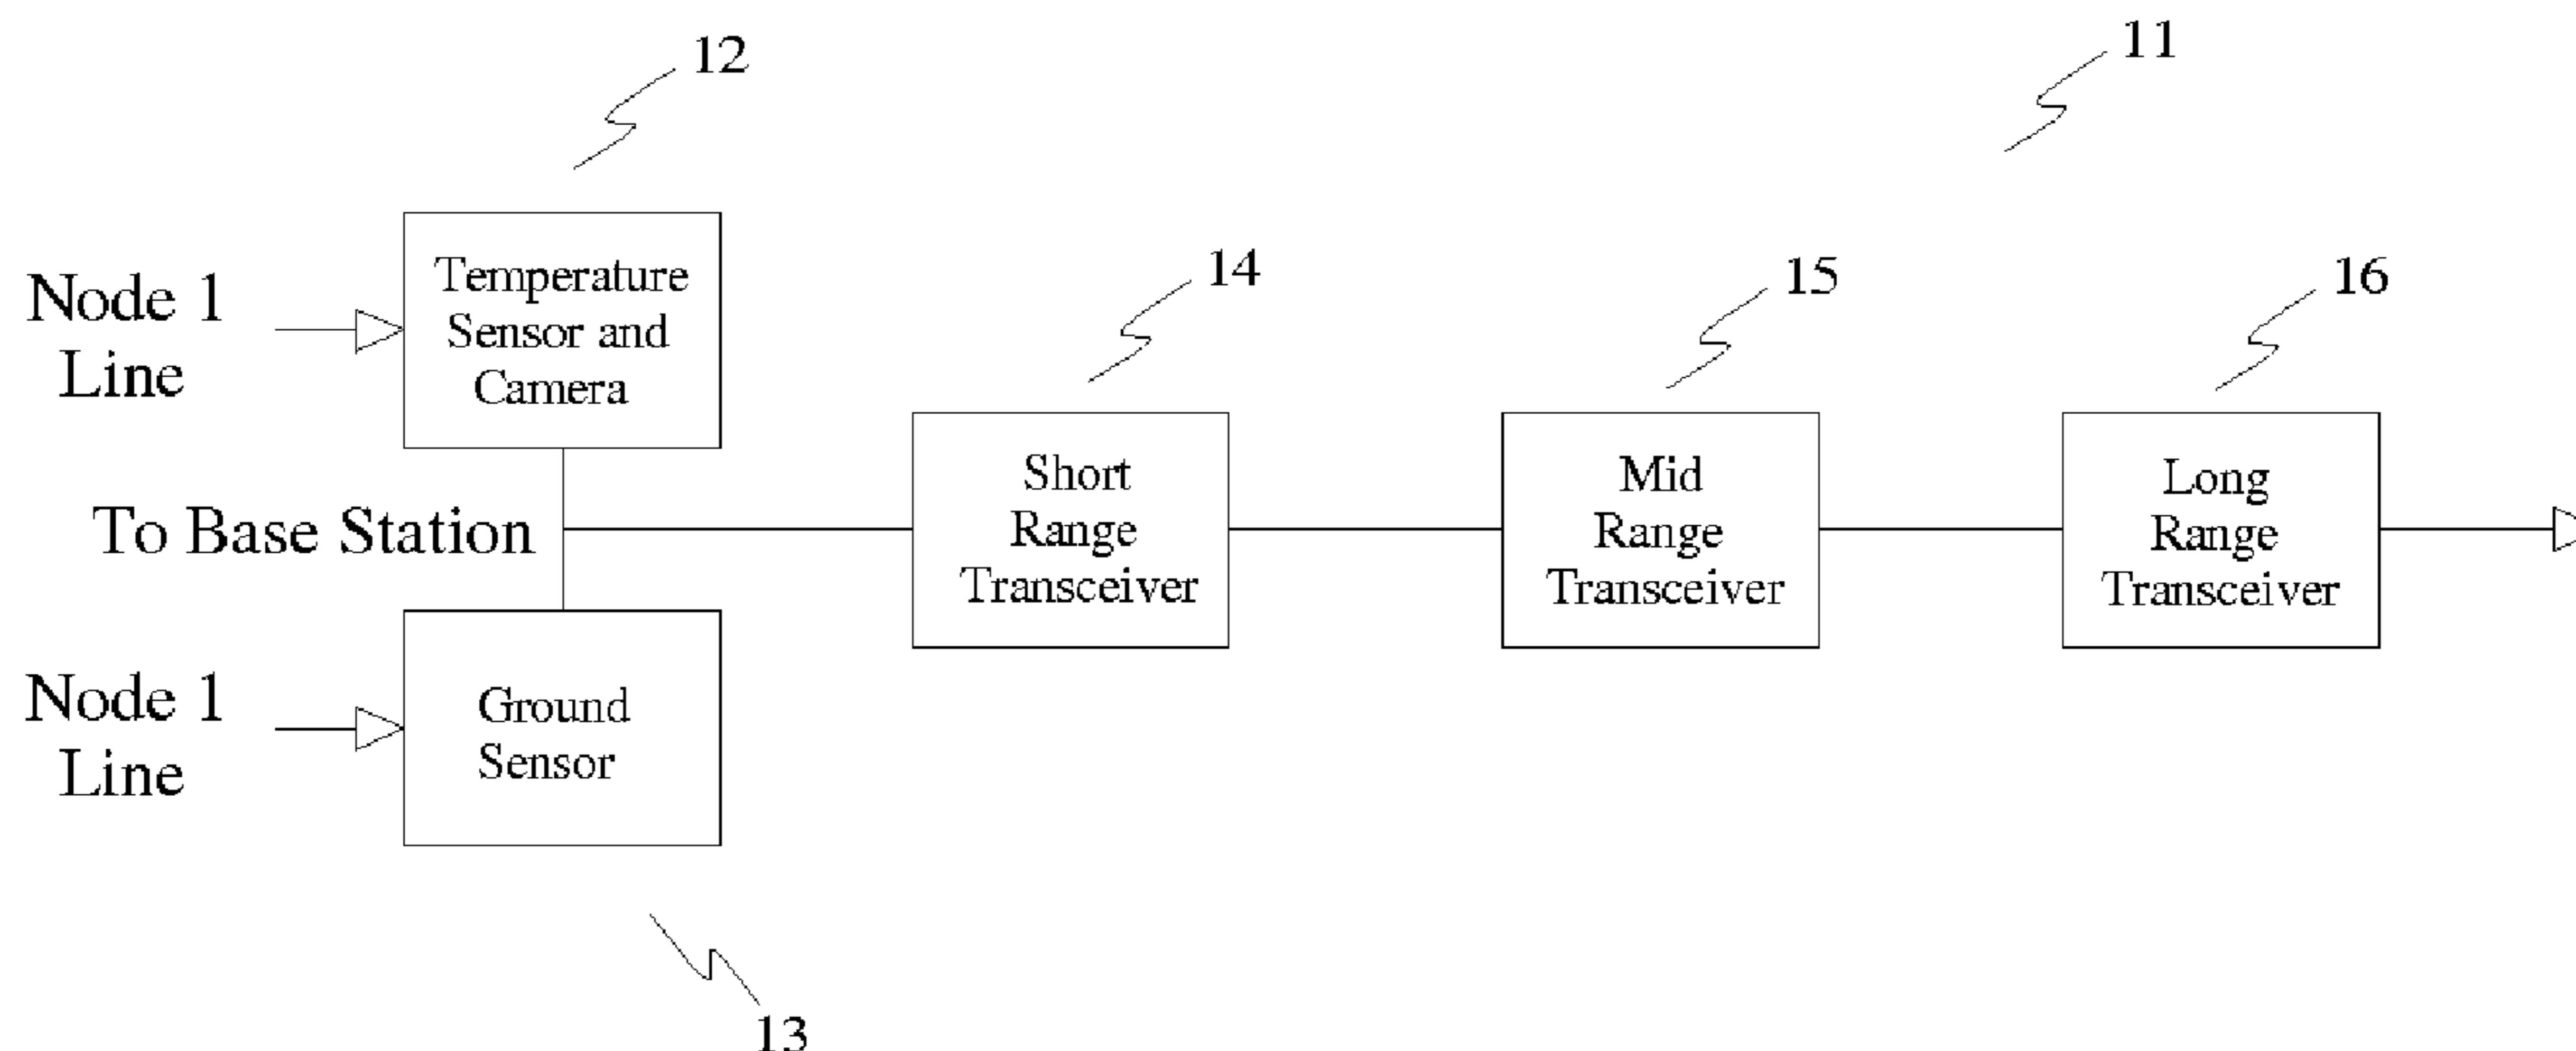 12
11
Node 1
Line
Temperature
Sensor and
Camera
14
15
16
To Base Station
Short
Range
Transceiver
Mid
Range
Transceiver
Long
Range
Transceiver
Node 1
Line
Ground
Sensor
13